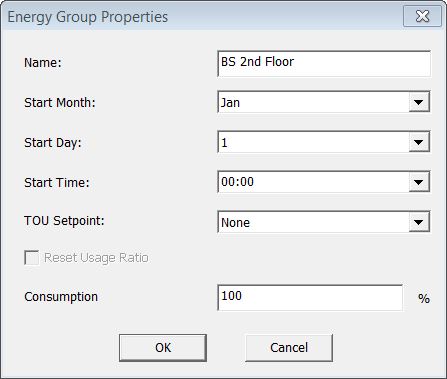 Energy Group Properties
Name: BS 2nd Floor
Start Month: Jan
Start Day: 1
Start Time: 00:00
TOU Setpoint: None
Reset Usage Ratio
Consumption 100 %
OK Cancel